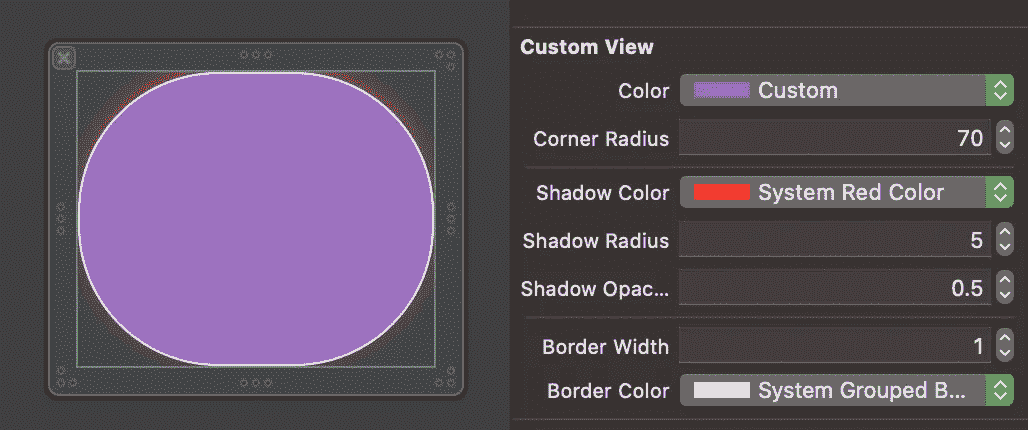 Custom View
Color Custom
Corner Radius 70
Shadow Color System Red Color
Shadow Radius 5
Shadow Opac... 0.5
Border Width 1
Border Color System Grouped B...